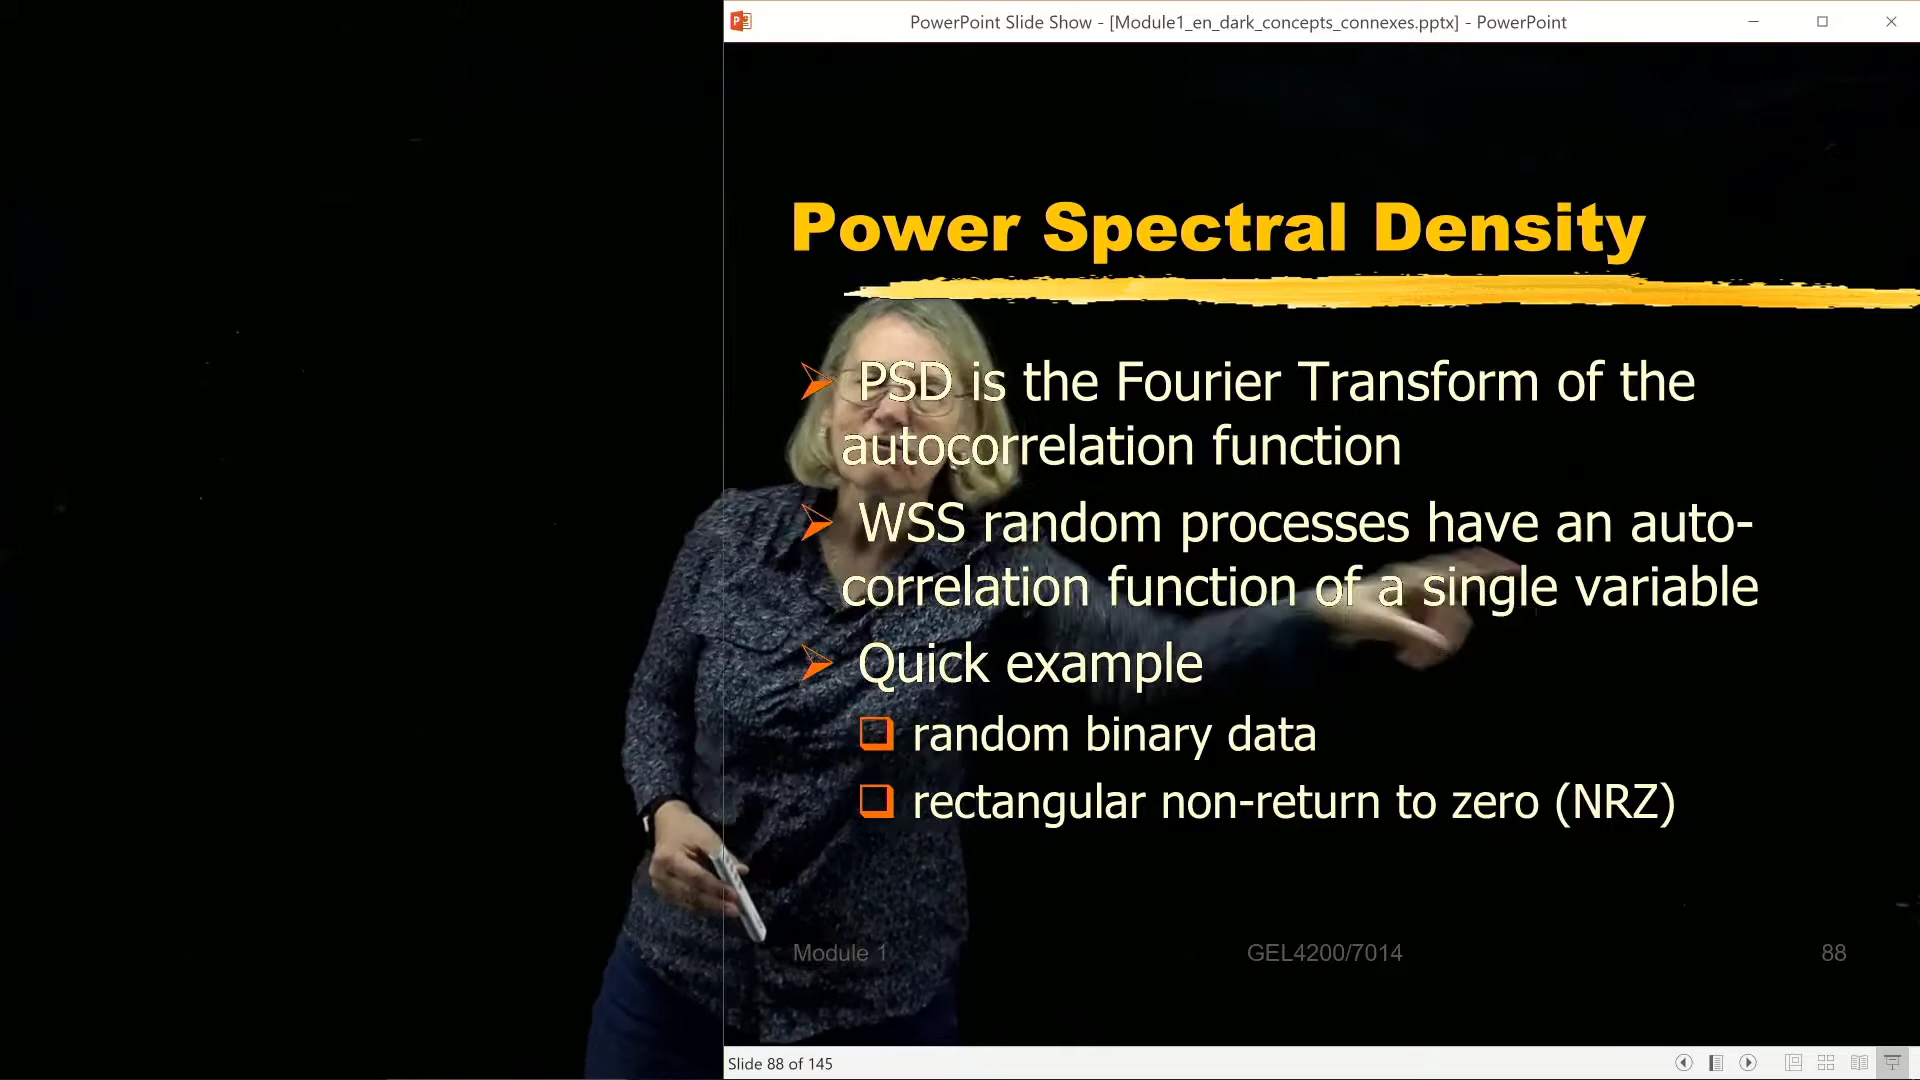 PowerPoint Slide Show - [Module1_en_dark_concepts_connexes.pptx] - PowerPoint
Power Spectral Density
PSD is the Fourier Transform of the
autocorrelation function
WSS random processes have an auto-
correlation function of a single variable
Quick example
random binary data
rectangular non-return to zero (NRZ)
Module 1 GEL4200/7014 88
Slide 88 of 145